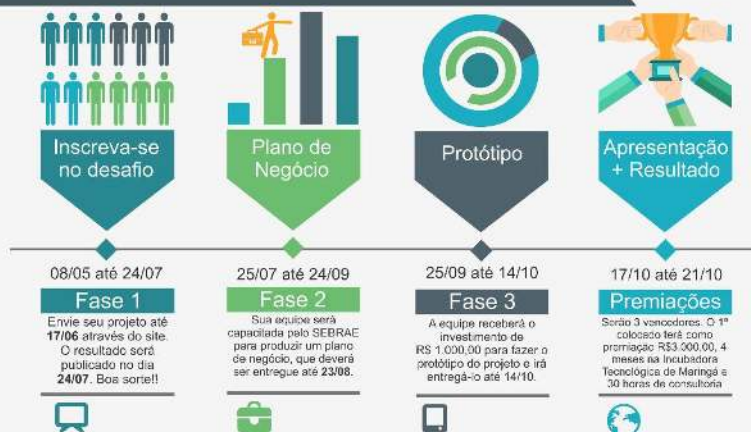 Inscreva-se
no desafio
08/05 até 24/07
Fase 1
Envie seu projeto até
17/06 através do site.
O resultado será
publicado no dia
24/07. Boa sorte!!
Plano de
Negócio
25/07 até 24/09
Fase 2
Sua equipe será
capacitada pelo SEBRAE
para produzir um plano
de negócio, que deverá
ser entregue até 23/08.
Protótipo
25/09 até 14/10
Fase 3
A equipe receberá o
investimento de
RS 1.000,00 para fazer o
protótipo do projeto e irá
entregá-lo até 14/10.
Apresentação
+ Resultado
17/10 até 21/10
Premiações
Serão 3 vencedores. O 1º
colocado terá como
premiação R$3.000,00, 4
meses na Incubadora
Tecnológica de Maringá e
30 horas de consultoria